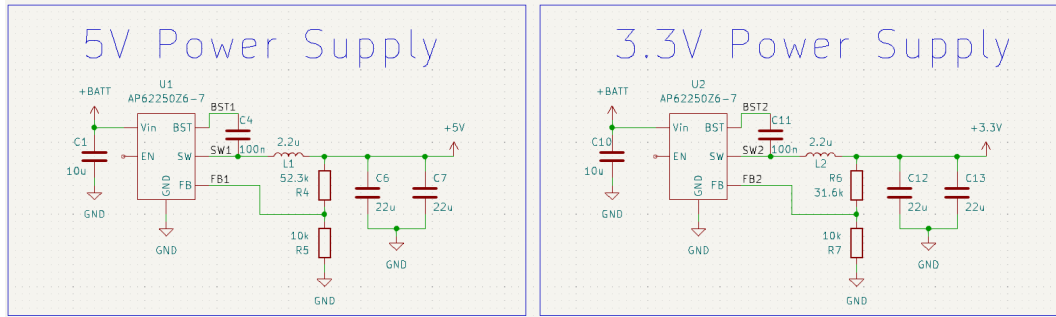 5V Power Supply
U1
AP62250Z6-7
+BATT
BST1
Vin
BST
C4
+5V
C1
EN
SW
SW1
100n
2.2u
L1
10u
GND
FB
FB1
52.3k
R4
C6
C7
22u
22u
GND
GND
10k
R5
GND
GND
3.3V Power Supply
U2
AP62250Z6-7
+BATT
BST2
Vin
BST
C11
+3.3V
C10
EN
SW
SW2
100n
2.2u
L2
10u
GND
FB
FB2
R6
31.6k
C12
C13
22u
22u
GND
GND
10k
R7
GND
GND